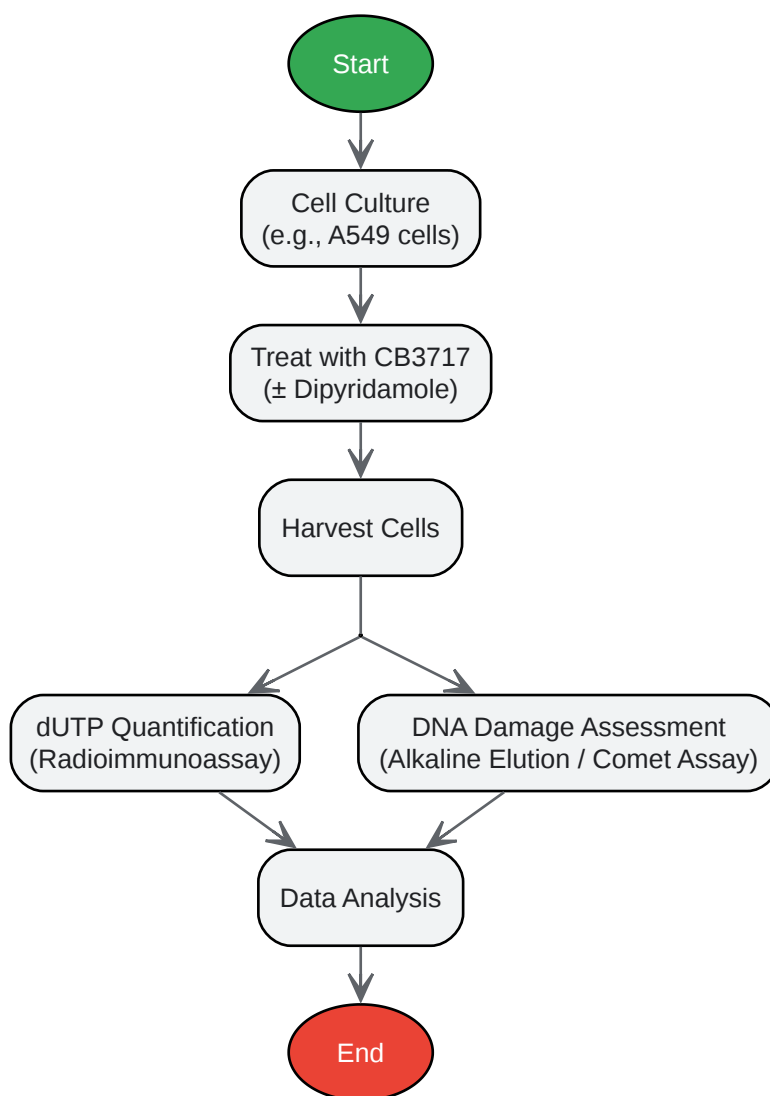 Start
Cell Culture
(e.g., A549 cells)
Treat with CB3717
(± Dipyridamole)
Harvest Cells
dUTP Quantification
(Radioimmunoassay)
DNA Damage Assessment
(Alkaline Elution / Comet Assay)
Data Analysis
End